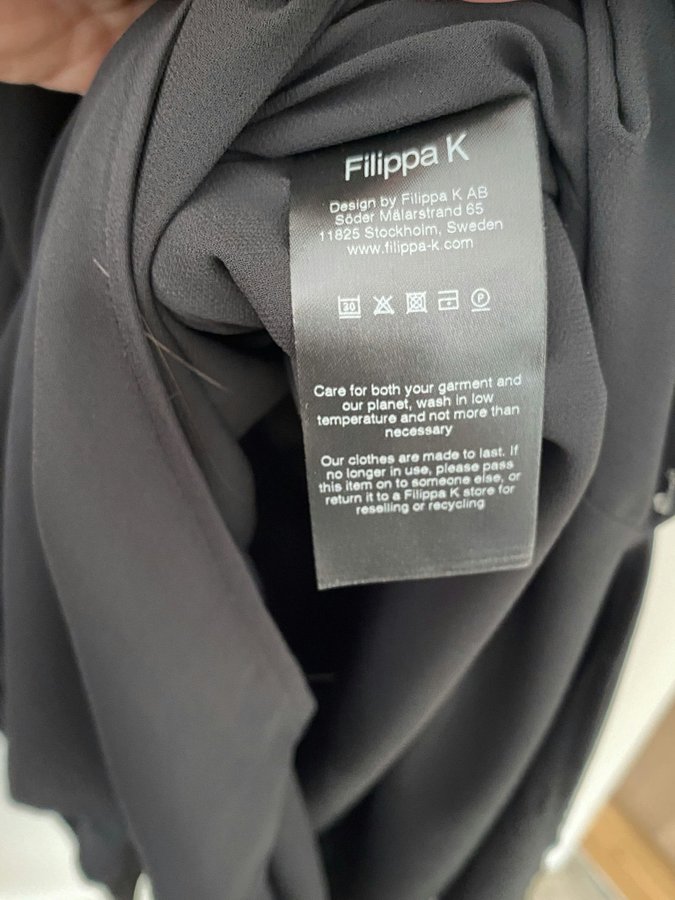 Filippa K
Design by Filippa K AB
Söder Mälarstrand 65
11825 Stockholm, Sweden
www.filippa-k.com
30
P
Care for both your garment and
our planet, wash in low
temperature and not more than
necessary
Our clothes are made to last. If
no longer in use, please pass
this item on to someone else, or
return it to a Filippa K store for
reselling or recycling